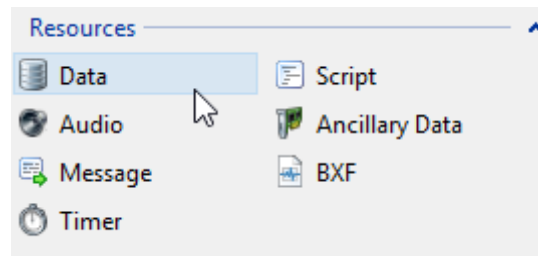 Resources
Data
Script
Audio
Ancillary Data
Message
BXF
Timer